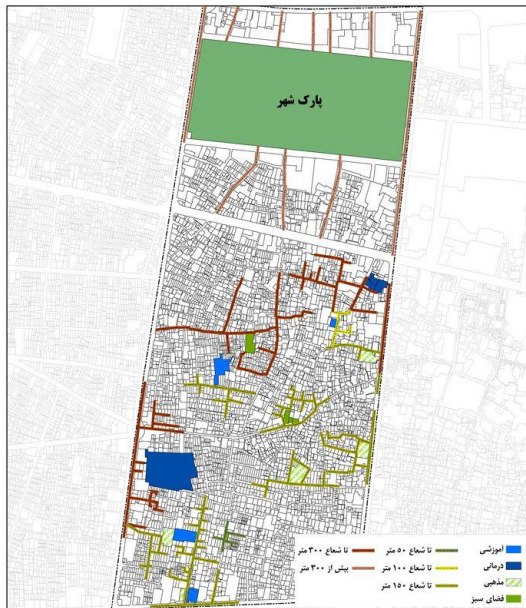 پارک شهر
آموزشی
درمانی
مذهبی
فضای سبز
تا شعاع ۵۰ متر
تا شعاع ۱۰۰ متر
تا شعاع ۱۵۰ متر
تا شعاع ۳۰۰ متر
بیش از ۳۰۰ متر